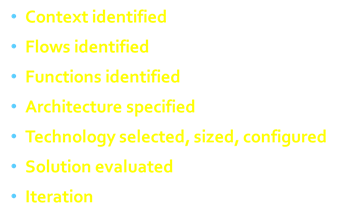 • Context identified
• Flows identified
• Functions identified
• Architecture specified
• Technology selected, sized, configured
• Solution evaluated
• Iteration